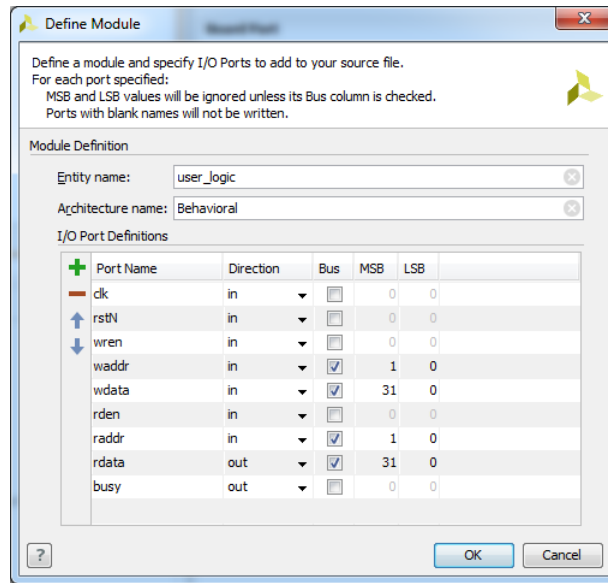 Define Module
Define a module and specify I/O Ports to add to your source file.
For each port specified:
MSB and LSB values will be ignored unless its Bus column is checked.
Ports with blank names will not be written.
Module Definition
Entity name: user_logic
Architecture name: Behavioral
I/O Port Definitions
Port Name Direction Bus MSB LSB
clk in 0 0
rstN in 0 0
wren in 0 0
waddr in 1 0
wdata in 31 0
rden in 0 0
raddr in 1 0
rdata out 31 0
busy out 0 0
? OK Cancel